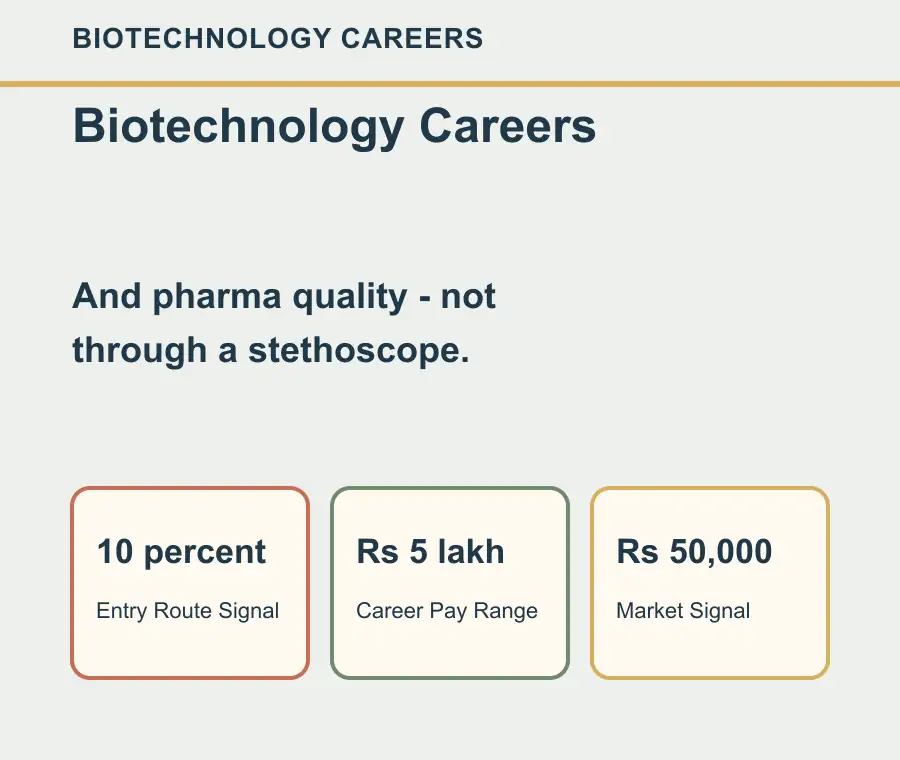 BIOTECHNOLOGY CAREERS
Biotechnology Careers
And pharma quality - not
through a stethoscope.
10 percent
Entry Route Signal
Rs 5 lakh
Career Pay Range
Rs 50,000
Market Signal